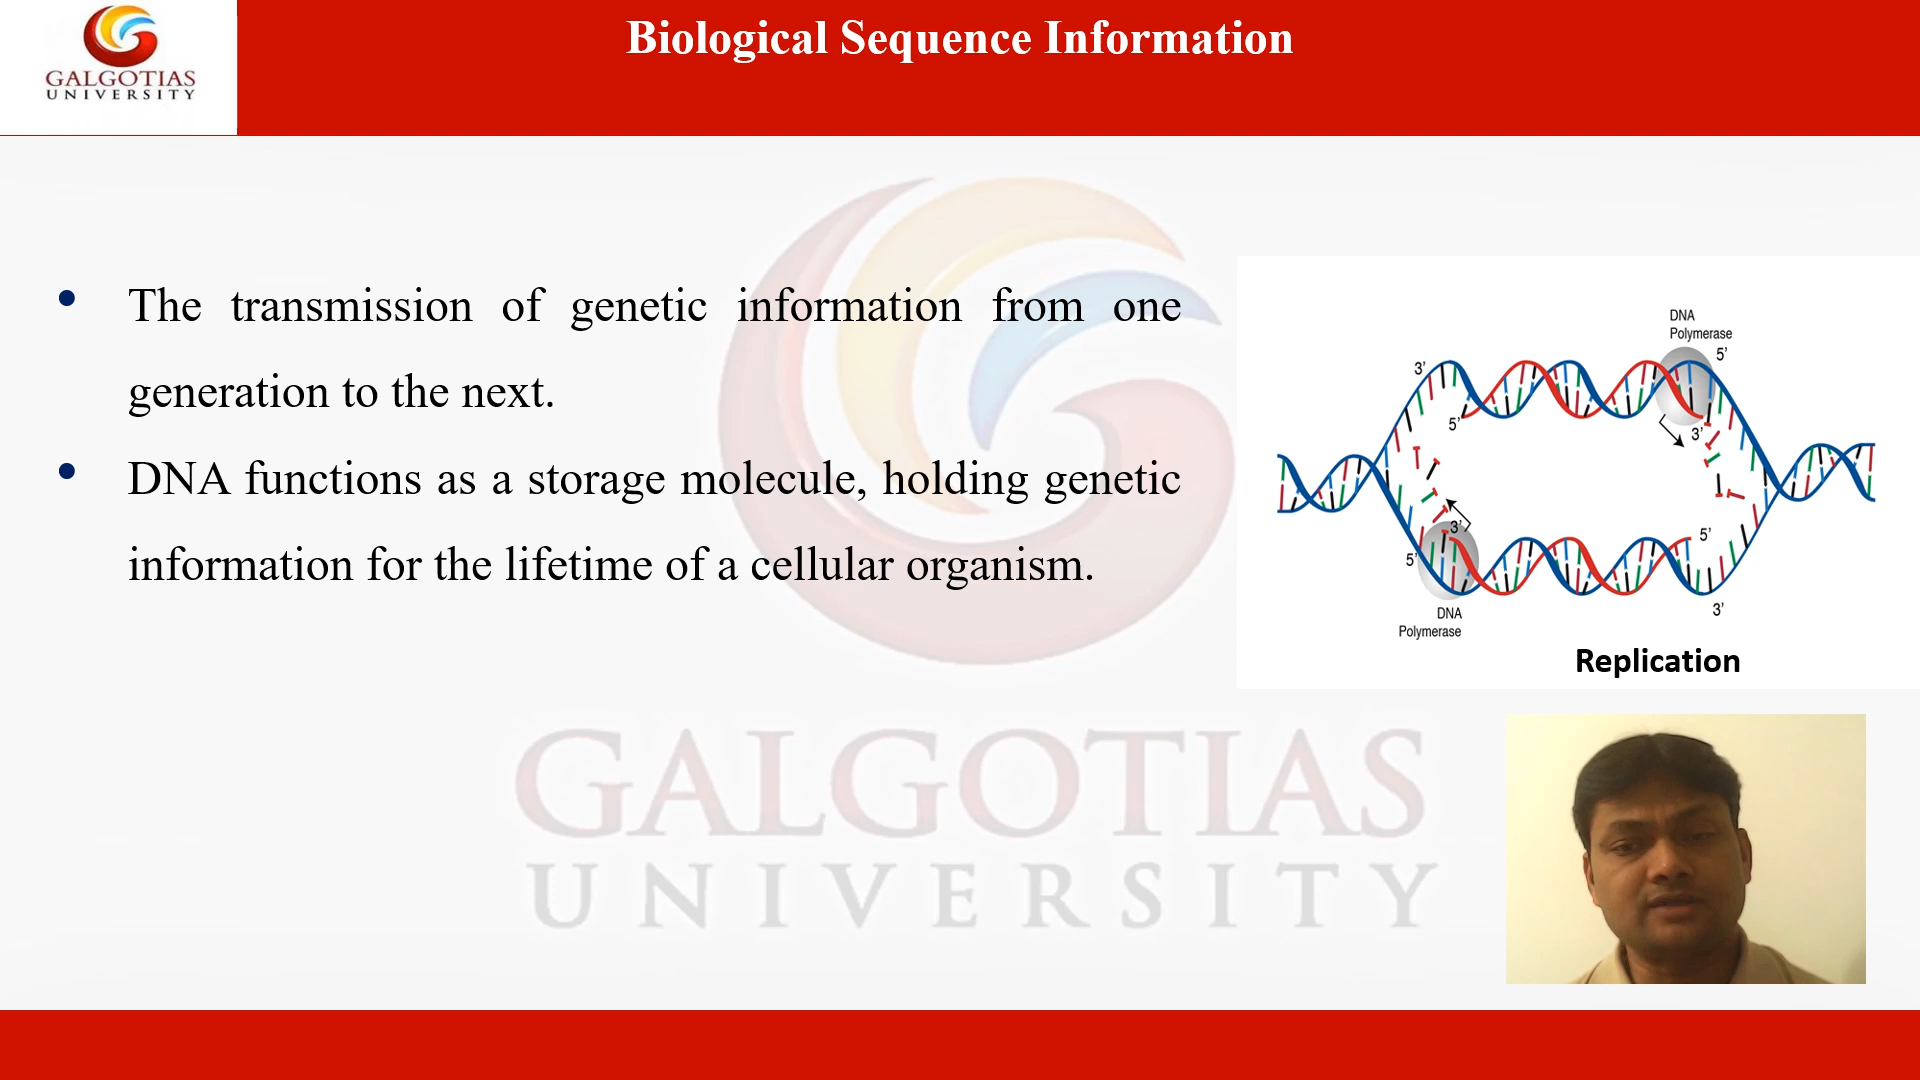 GALGOTIAS
UNIVERSITY
Biological Sequence Information
• The transmission of genetic information from one
generation to the next.
• DNA functions as a storage molecule, holding genetic
information for the lifetime of a cellular organism.
DNA
Polymerase
5’
3’
5’
3’
3’
5’
5’
3’
DNA
Polymerase
Replication
GALGOTIAS
UNIVERSITY